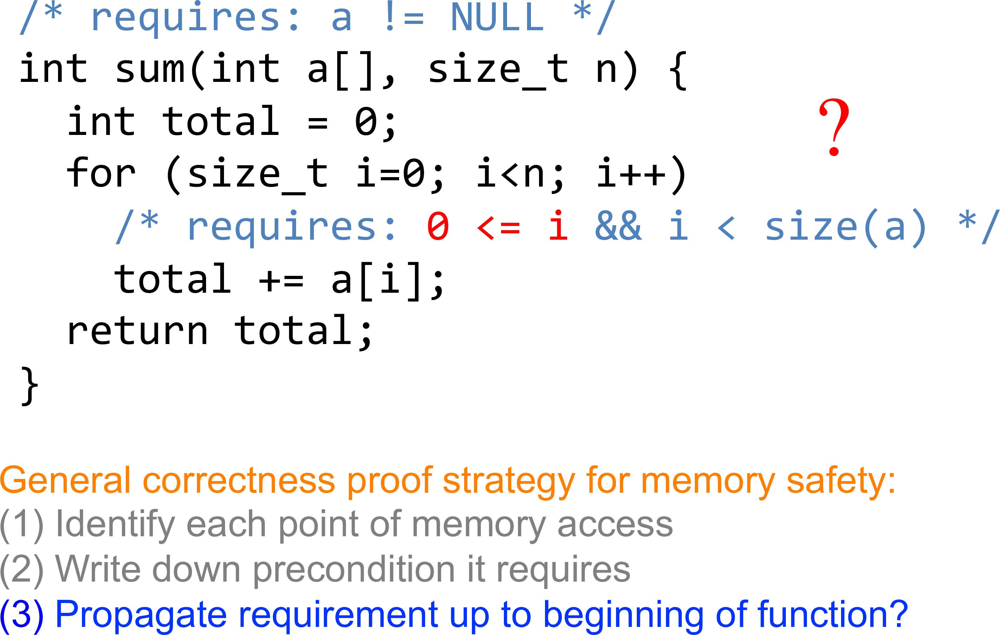 /* requires: a != NULL */
int sum(int a[], size_t n) {
int total = 0;
?
for (size_t i=0; i<n; i++)
/* requires: 0 <= i && i < size(a) */
total += a[i];
return total;
}
General correctness proof strategy for memory safety:
(1) Identify each point of memory access
(2) Write down precondition it requires
(3) Propagate requirement up to beginning of function?